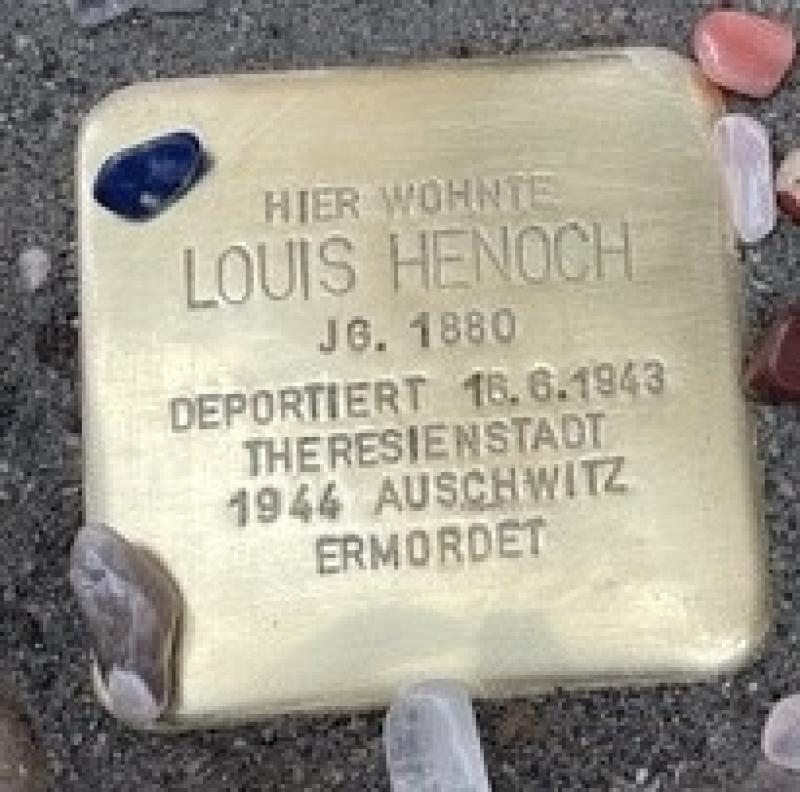 HIER WOHNTE
LOUIS HENOCH
JG. 1880
DEPORTIERT 16.6.1943
THERESIENSTADT
1944 AUSCHWITZ
ERMORDET